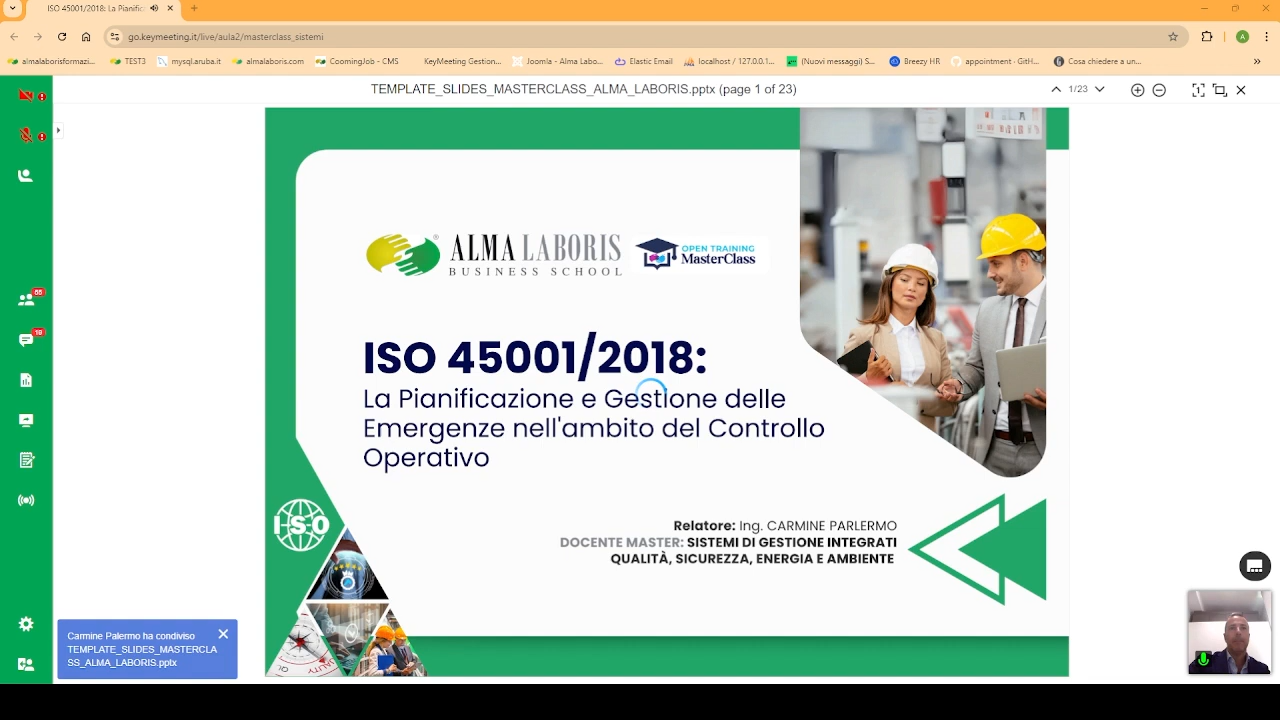 ISO 45001/2018: La Pianific
go.keymeeting.it/live/aula2/masterclass_sistemi
A
almalaborisformazi...
TEST3
mysql.aruba.it
almalaboris.com
CoomingJob - CMS
KeyMeeting Gestion...
Joomla - Alma Labo...
Elastic Email
localhost / 127.0.0.1...
(Nuovi messaggi) S...
Breezy HR
appointment · GitH...
Cosa chiedere a un...
TEMPLATE_SLIDES_MASTERCLASS_ALMA_LABORIS.pptx (page 1 of 23)
1/23
ALMA LABORIS
BUSINESS SCHOOL
OPEN TRAINING
MasterClass
ISO 45001/2018:
La Pianificazione e Gestione delle
Emergenze nell'ambito del Controllo
Operativo
Relatore: Ing. CARMINE PARLERMO
DOCENTE MASTER: SISTEMI DI GESTIONE INTEGRATI
QUALITÀ, SICUREZZA, ENERGIA E AMBIENTE
ISO
Carmine Palermo ha condiviso
TEMPLATE_SLIDES_MASTERCLA
SS_ALMA_LABORIS.pptx